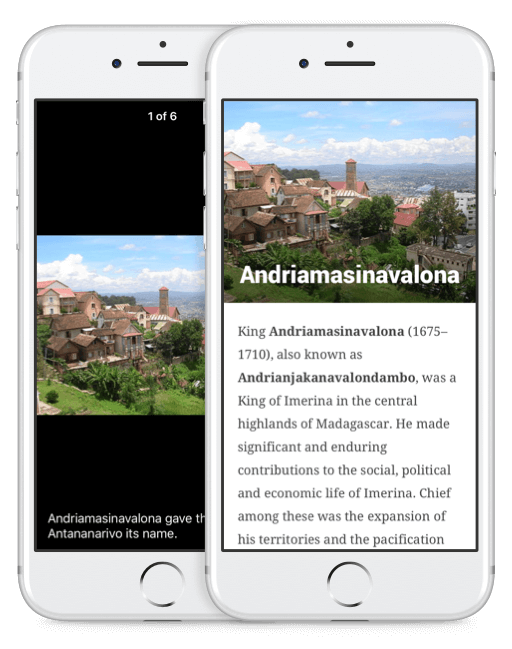 1 of 6
Andriamasinavalona gave th
Antananarivo its name.
Andriamasinavalona
King Andriamasinavalona (1675–
1710), also known as
Andrianjakanavalondambo, was a
King of Imerina in the central
highlands of Madagascar. He made
significant and enduring
contributions to the social, political
and economic life of Imerina. Chief
among these was the expansion of
his territories and the pacification